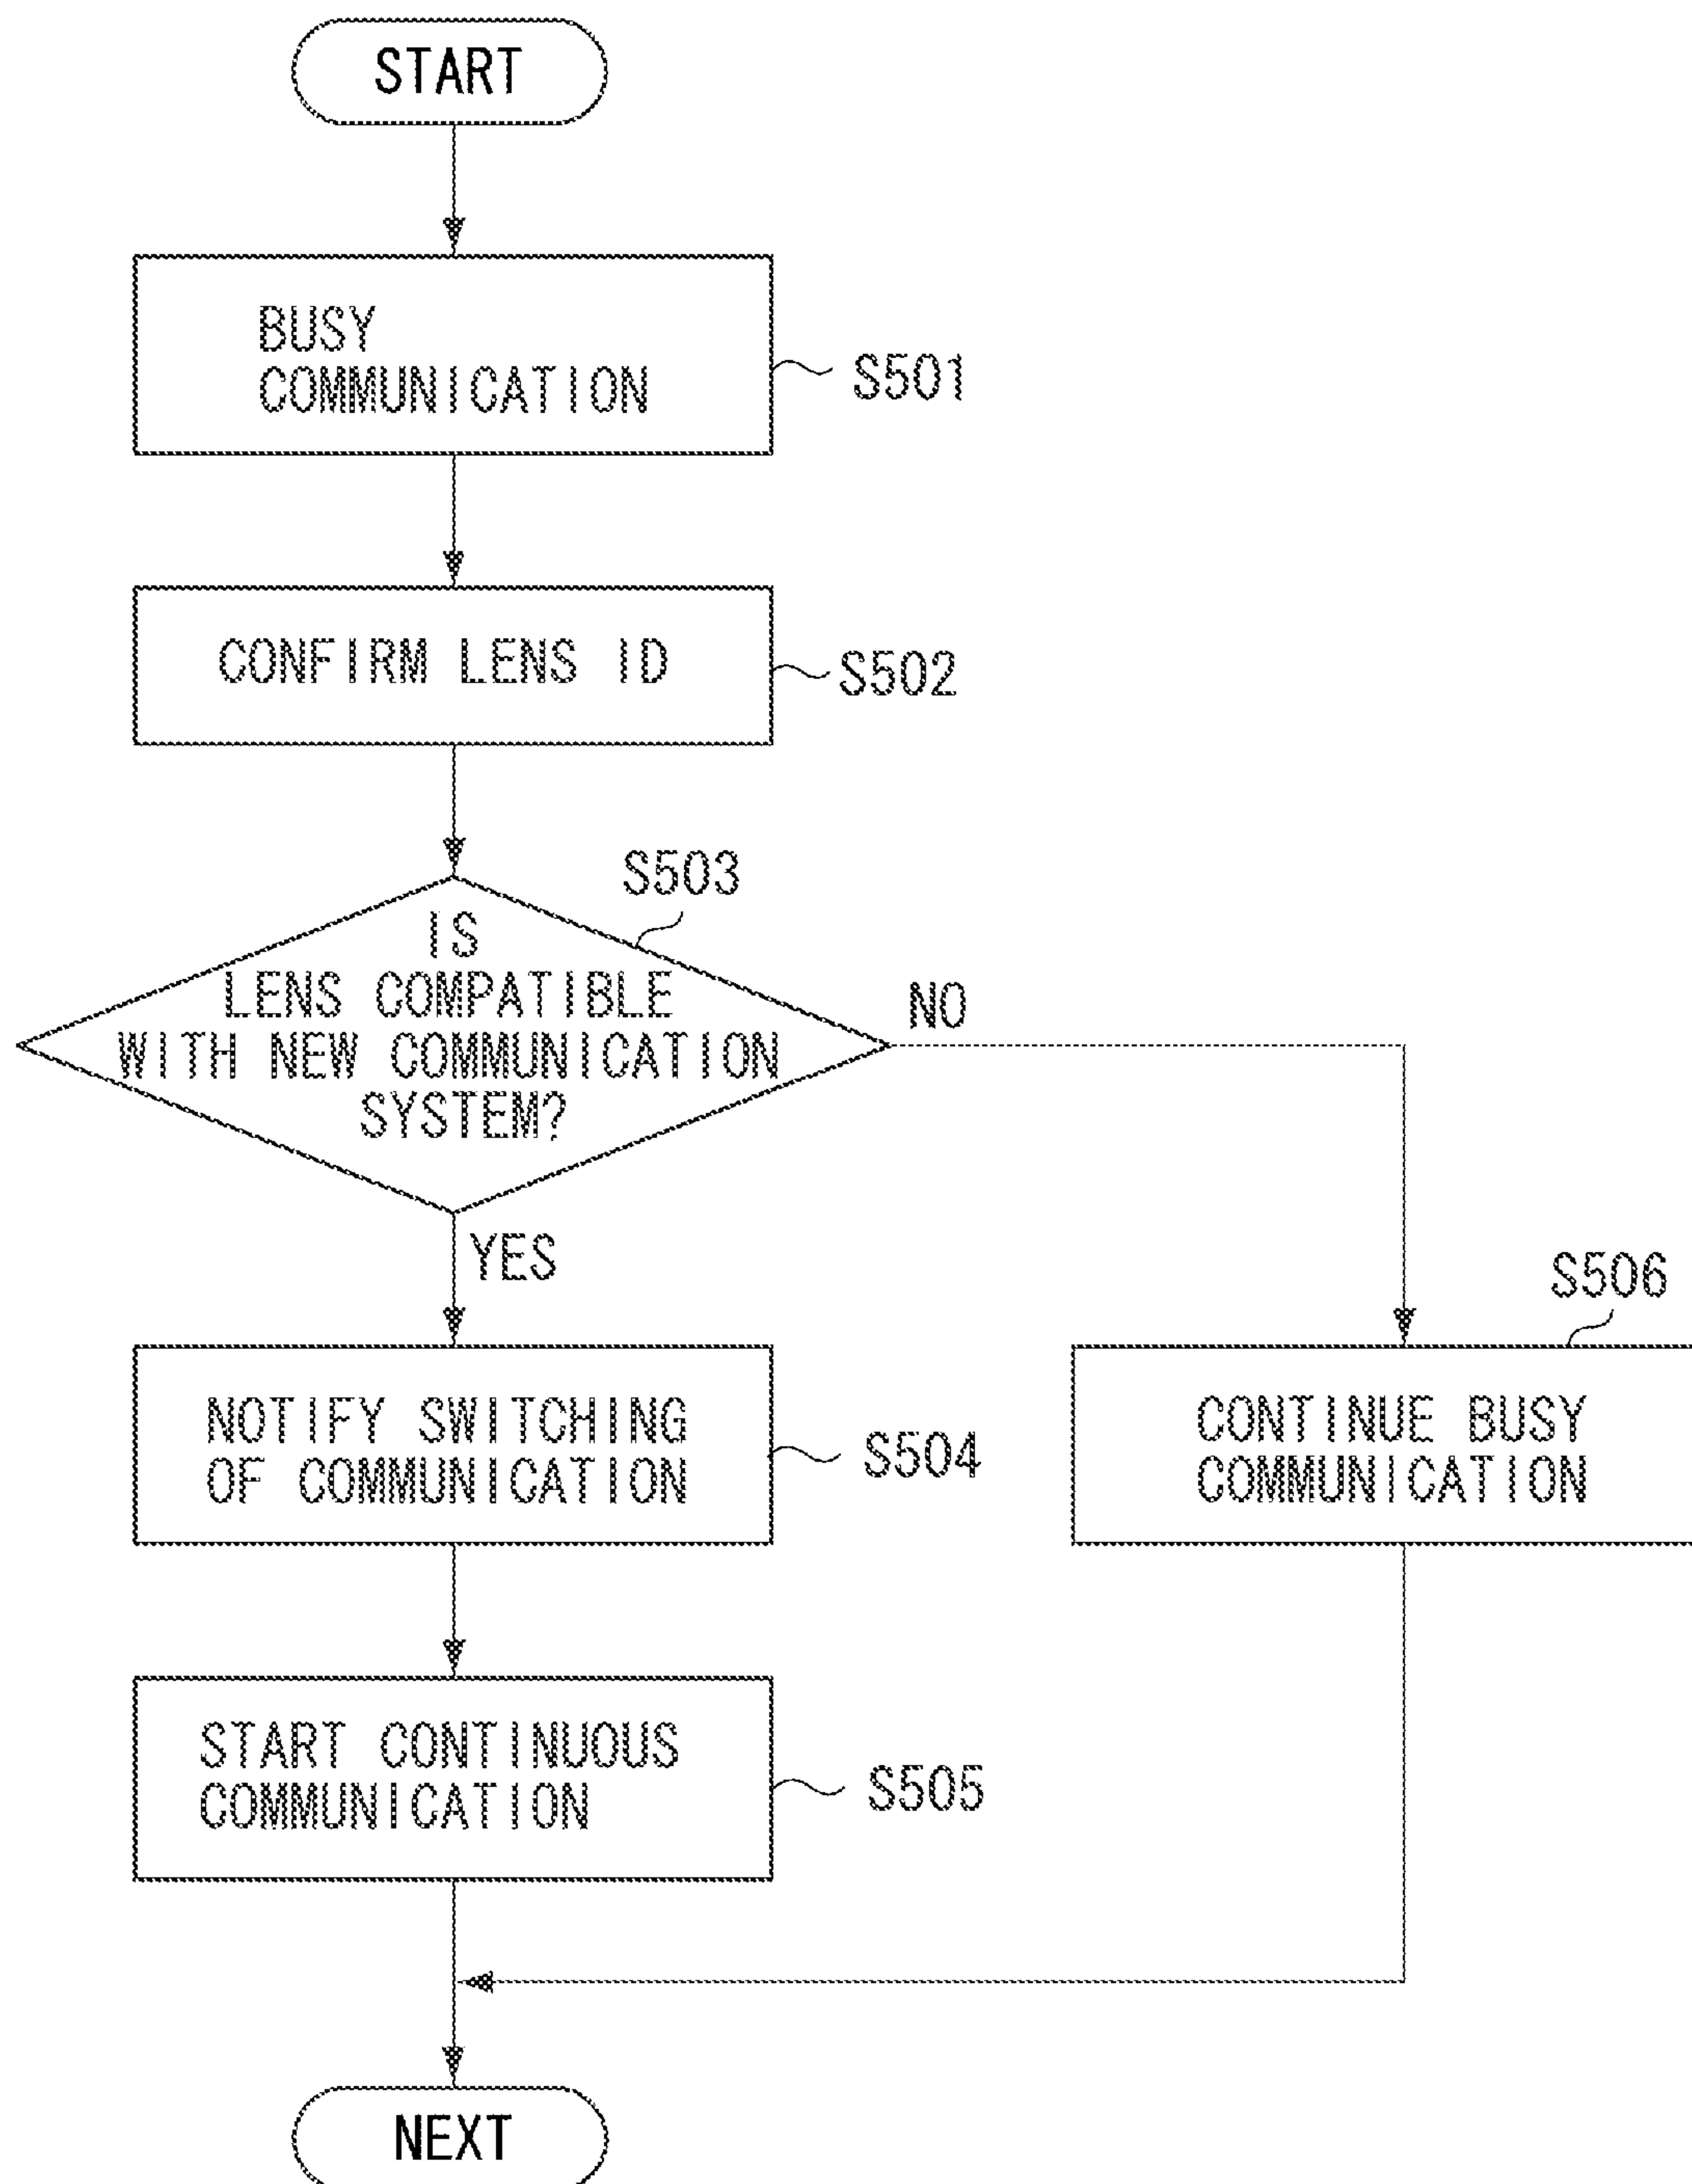 START
BUSY
COMMUNICATION
S501
CONFIRM LENS ID
S502
S503
IS
LENS COMPATIBLE
WITH NEW COMMUNICATION
SYSTEM?
NO
YES
S506
NOTIFY SWITCHING
OF COMMUNICATION
S504
CONTINUE BUSY
COMMUNICATION
START CONTINUOUS
COMMUNICATION
S505
NEXT